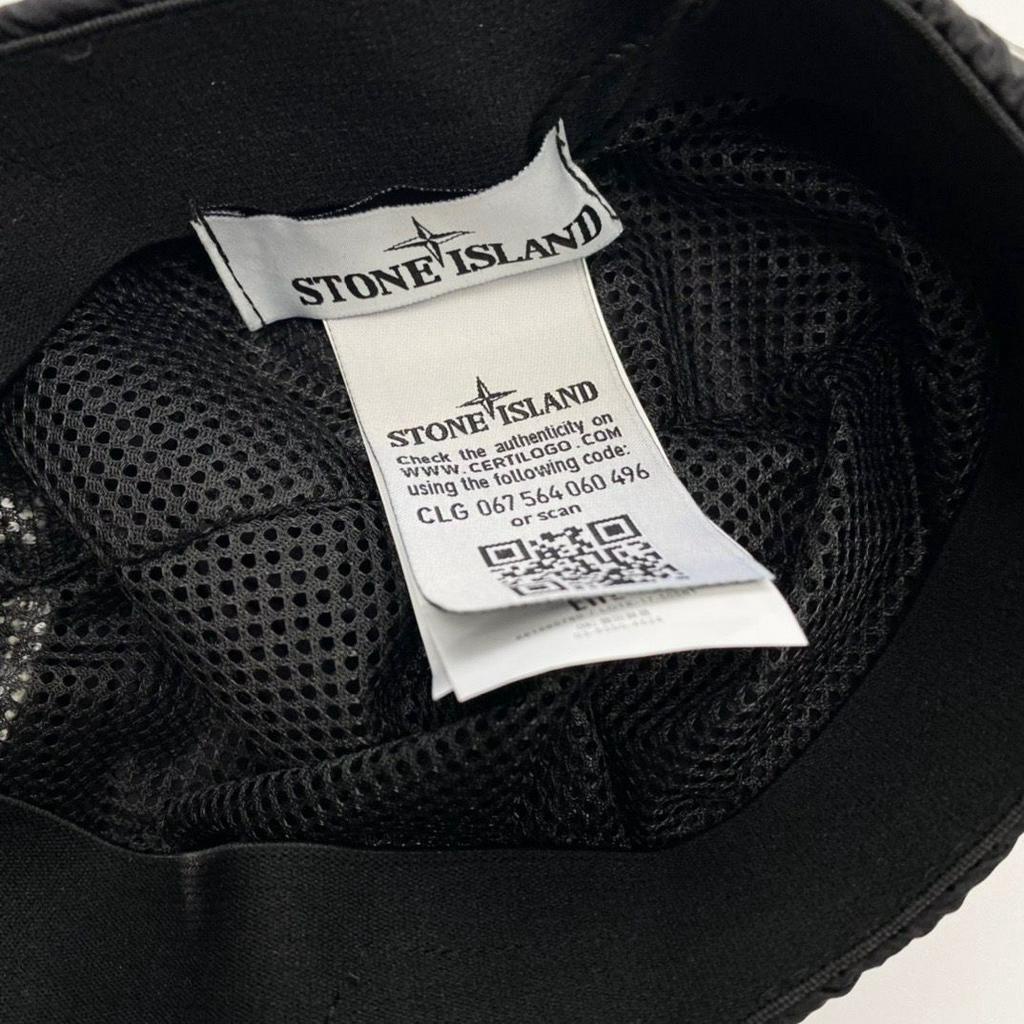 STONE ISLAND
STONE ISLAND
Check the authenticity on
WWW.CERTILOGO.COM
using the following code:
CLG 067 564 060 496
or scan